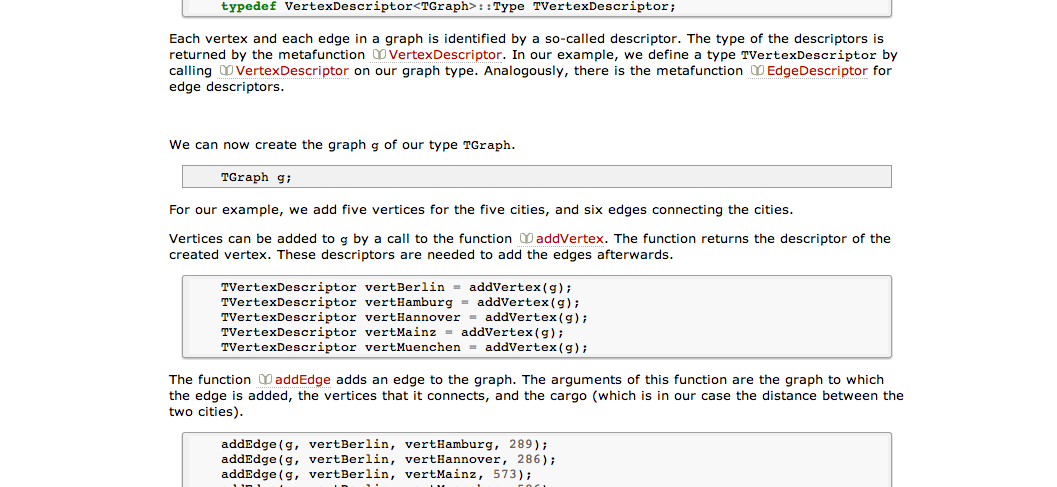 typedef VertexDescriptor<TGraph>::Type TVertexDescriptor;
Each vertex and each edge in a graph is identified by a so-called descriptor. The type of the descriptors is
returned by the metafunction VertexDescriptor. In our example, we define a type TVertexDescriptor by
calling VertexDescriptor on our graph type. Analogously, there is the metafunction EdgeDescriptor for
edge descriptors.
We can now create the graph g of our type TGraph.
TGraph g;
For our example, we add five vertices for the five cities, and six edges connecting the cities.
Vertices can be added to g by a call to the function addVertex. The function returns the descriptor of the
created vertex. These descriptors are needed to add the edges afterwards.
TVertexDescriptor vertBerlin = addVertex(g);
TVertexDescriptor vertHamburg = addVertex(g);
TVertexDescriptor vertHannover = addVertex(g);
TVertexDescriptor vertMainz = addVertex(g);
TVertexDescriptor vertMuenchen = addVertex(g);
The function addEdge adds an edge to the graph. The arguments of this function are the graph to which
the edge is added, the vertices that it connects, and the cargo (which is in our case the distance between the
two cities).
addEdge(g, vertBerlin, vertHamburg, 289);
addEdge(g, vertBerlin, vertHannover, 286);
addEdge(g, vertBerlin, vertMainz, 573);